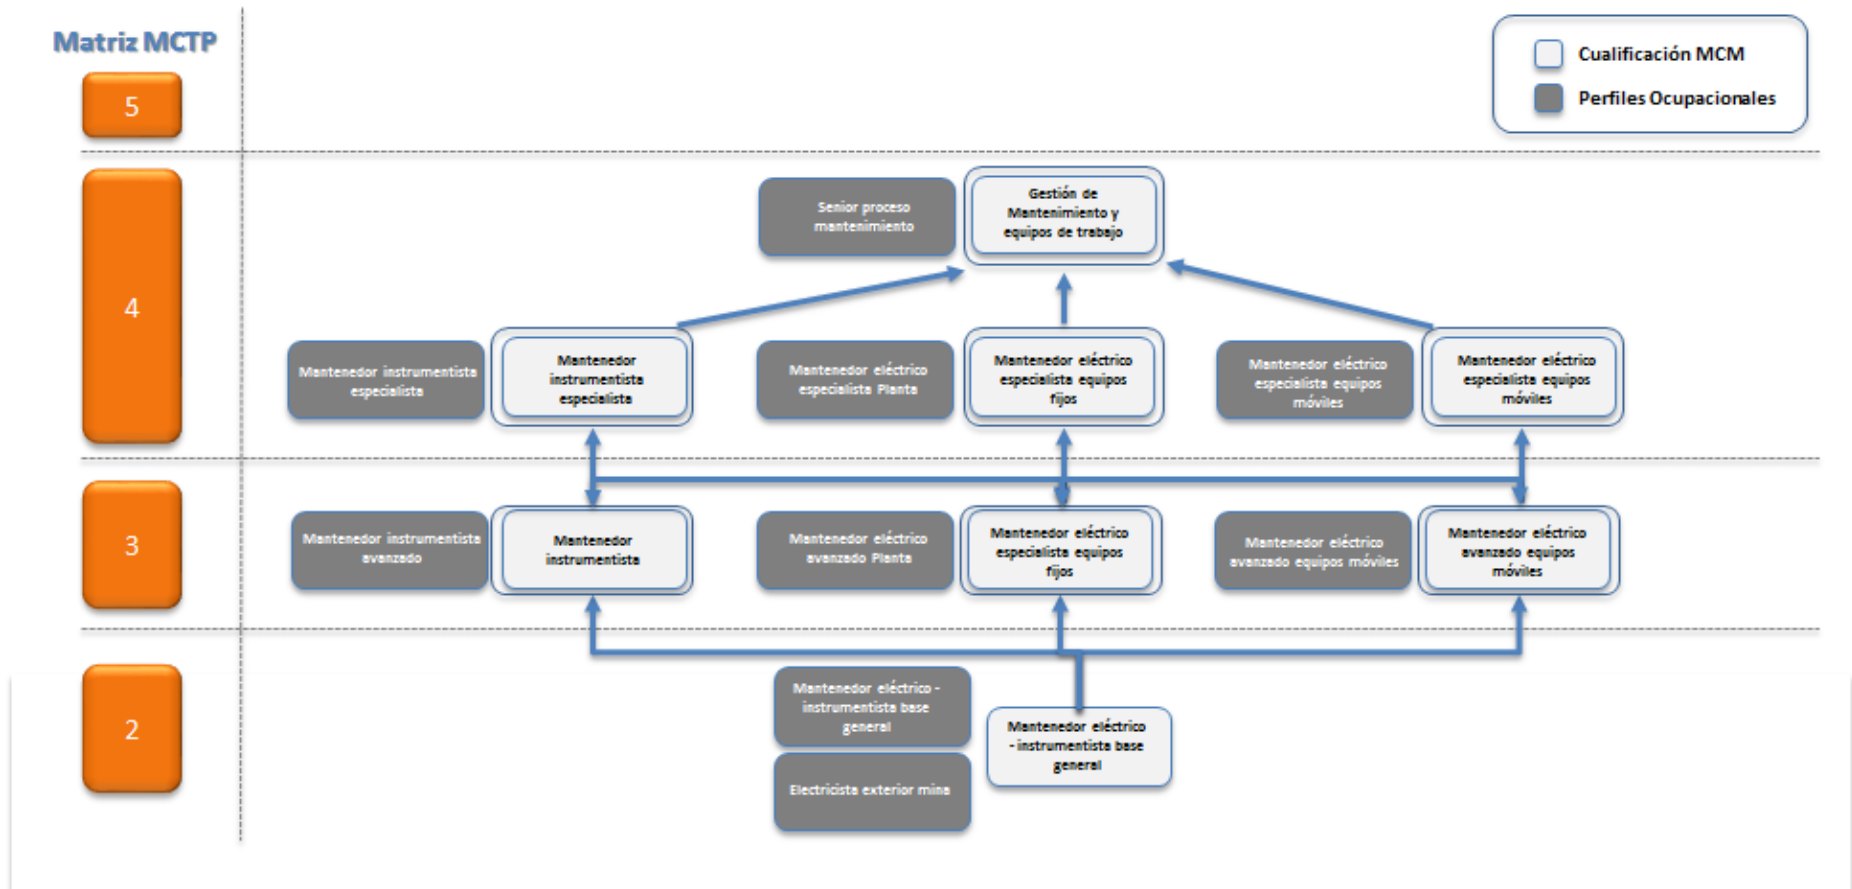 Matriz MCTP
Cualificación MCM
Perfiles Ocupacionales
5
4
Senior proceso
mantenimiento
Gestión de
Mantenimiento y
equipos de trabajo
Mantenedor instrumentista
especialista
Mantenedor
instrumentista
especialista
Mantenedor eléctrico
especialista Planta
Mantenedor eléctrico
especialista equipos
fijos
Mantenedor eléctrico
especialista equipos
móviles
Mantenedor eléctrico
especialista equipos
móviles
3
Mantenedor instrumentista
avanzado
Mantenedor
instrumentista
Mantenedor eléctrico
avanzado Planta
Mantenedor eléctrico
especialista equipos
fijos
Mantenedor eléctrico
avanzado equipos móviles
Mantenedor eléctrico
avanzado equipos
móviles
2
Mantenedor eléctrico -
instrumentista base
general
Electricista exterior mina
Mantenedor eléctrico
- instrumentista base
general